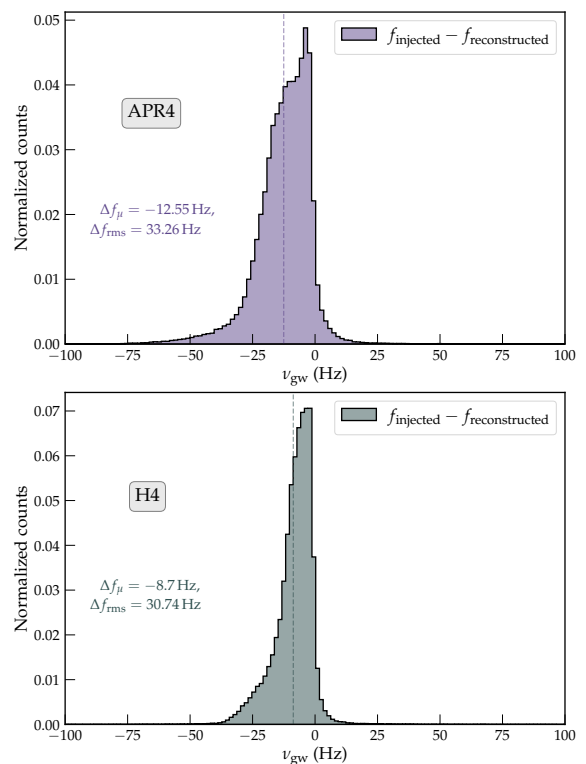 0.05
0.04
0.03
0.02
0.01
0.00
Normalized counts
f_injected − f_reconstructed
APR4
Δf_μ = −12.55 Hz,
Δf_rms = 33.26 Hz
−100 −75 −50 −25 0 25 50 75 100
ν_gw (Hz)
0.07
0.06
0.05
0.04
0.03
0.02
0.01
0.00
Normalized counts
f_injected − f_reconstructed
H4
Δf_μ = −8.7 Hz,
Δf_rms = 30.74 Hz
−100 −75 −50 −25 0 25 50 75 100
ν_gw (Hz)